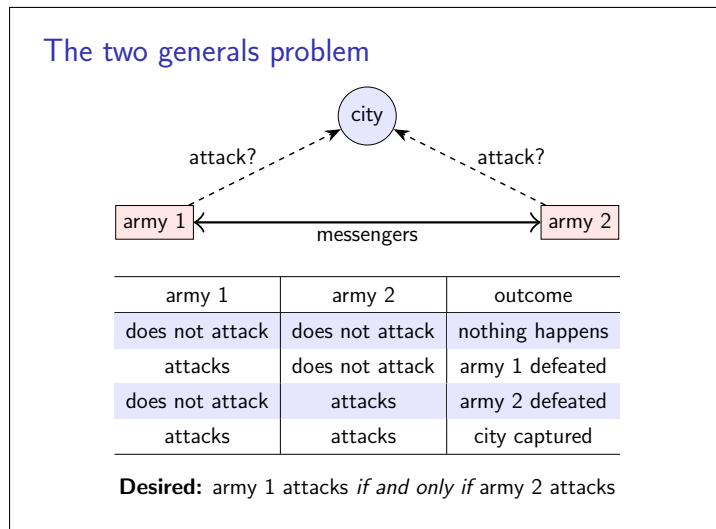 The two generals problem
city
attack?
attack?
army 1
army 2
messengers
army 1 army 2 outcome
does not attack does not attack nothing happens
attacks does not attack army 1 defeated
does not attack attacks army 2 defeated
attacks attacks city captured
Desired: army 1 attacks if and only if army 2 attacks